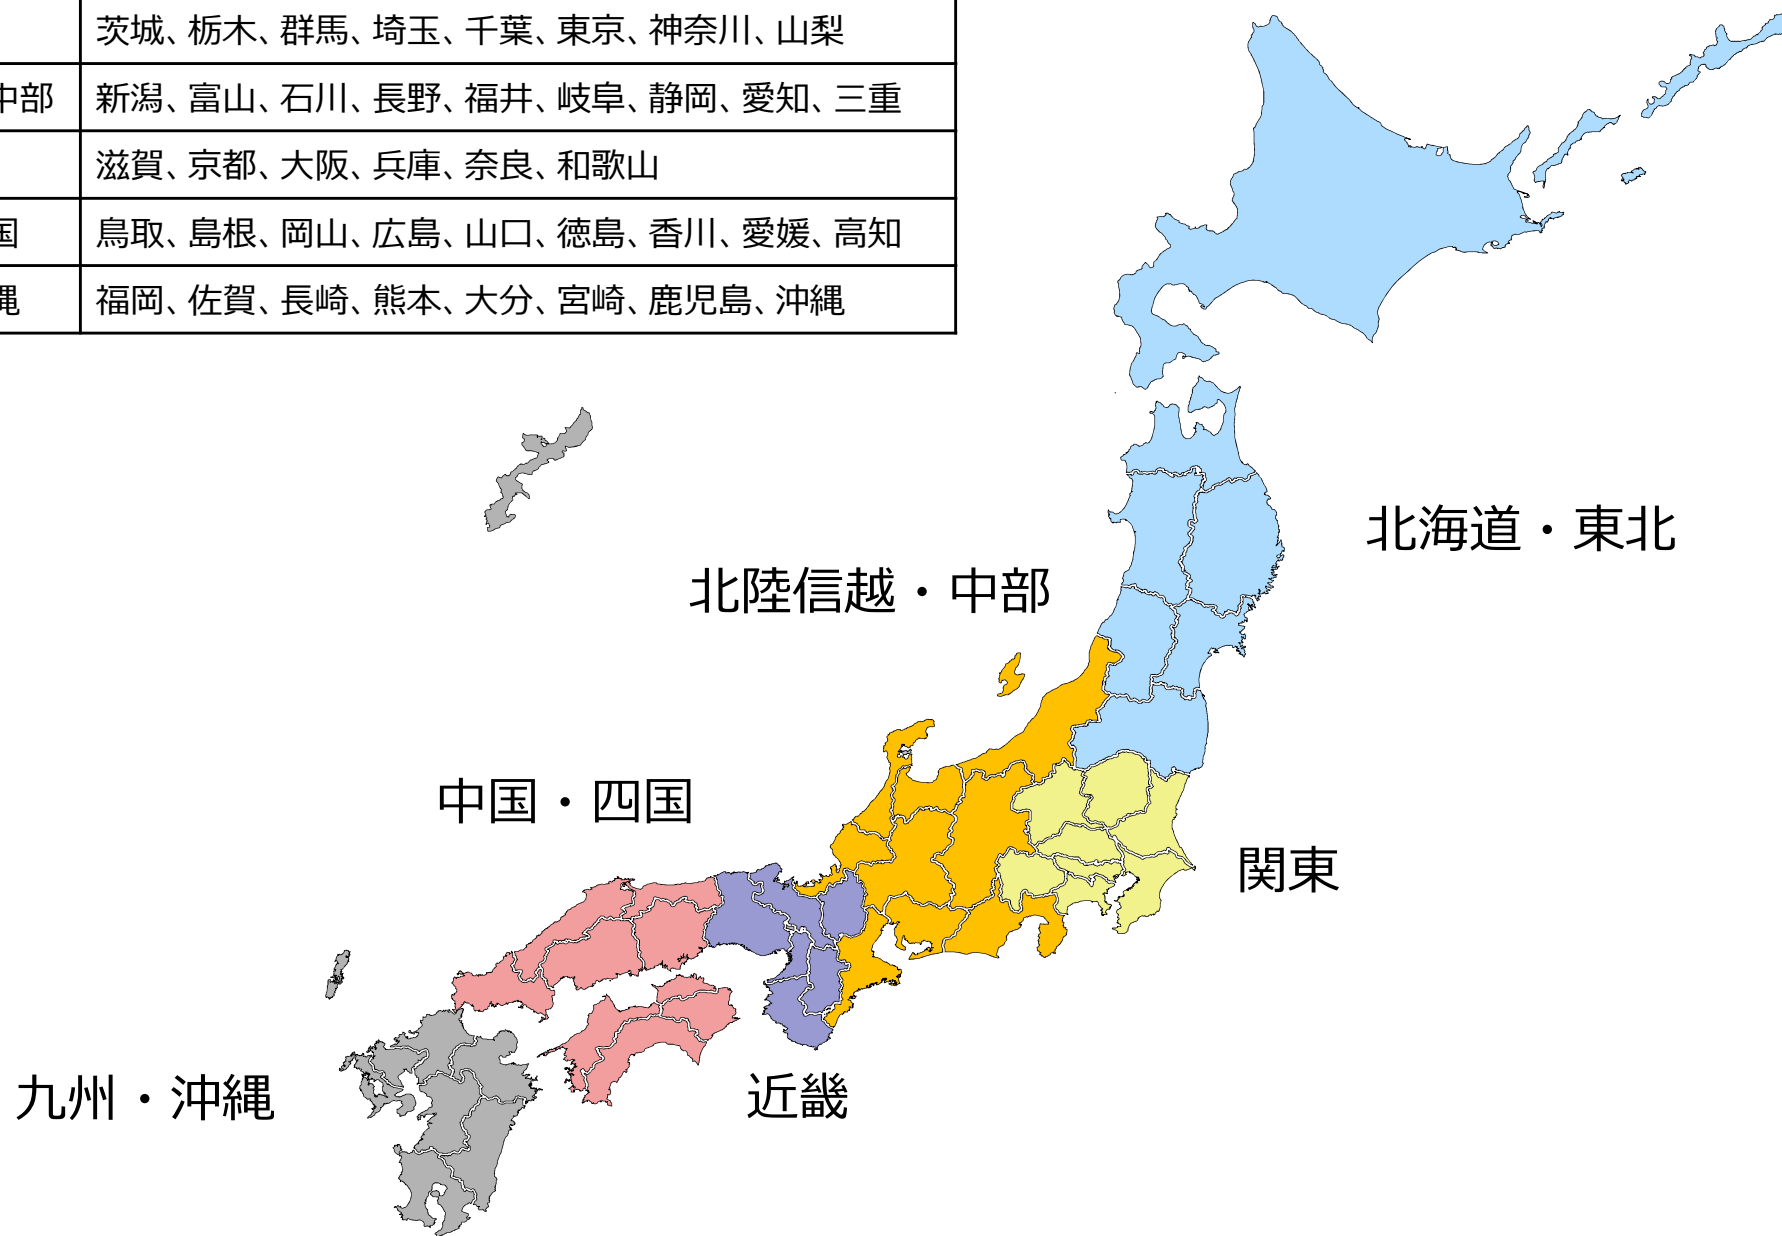 茨城、栃木、群馬、埼玉、千葉、東京、神奈川、山梨
中部 新潟、富山、石川、長野、福井、岐阜、静岡、愛知、三重
滋賀、京都、大阪、兵庫、奈良、和歌山
国 鳥取、島根、岡山、広島、山口、徳島、香川、愛媛、高知
縄 福岡、佐賀、長崎、熊本、大分、宮崎、鹿児島、沖縄
北海道・東北
北陸信越・中部
中国・四国
関東
近畿
九州・沖縄